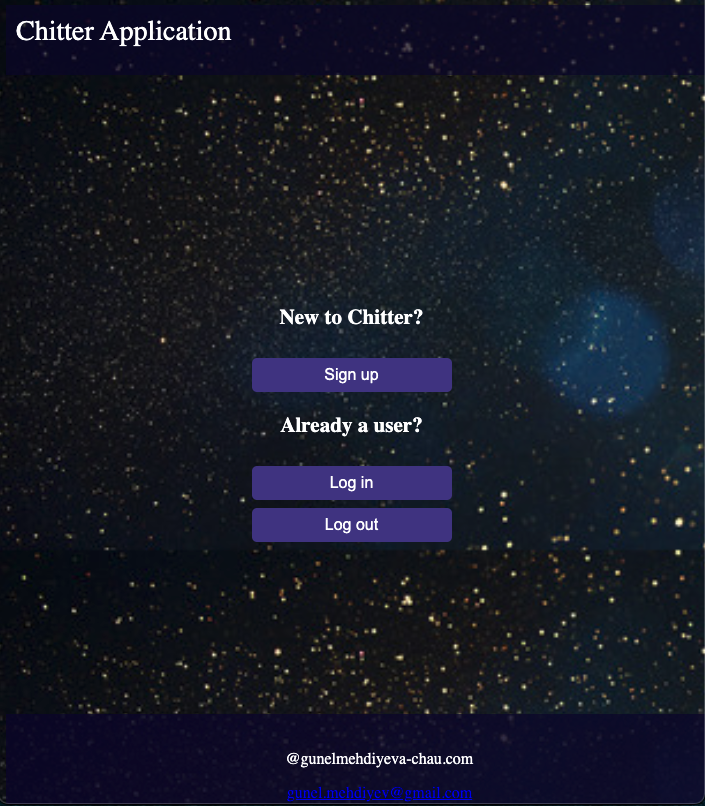 Chitter Application
New to Chitter?
Sign up
Already a user?
Log in
Log out
@gunelmehdiyeva-chau.com
gunel.mehdiyev@gmail.com